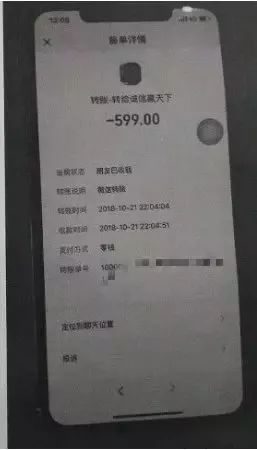 12:08
账单详情
转账-转给诚信赢天下
-599.00
当前状态 朋友已收钱
转账说明 微信转账
转账时间 2018-10-21 22:04:04
收款时间 2018-10-21 22:04:51
支付方式 零钱
转账单号 10000
定位到聊天位置
投诉